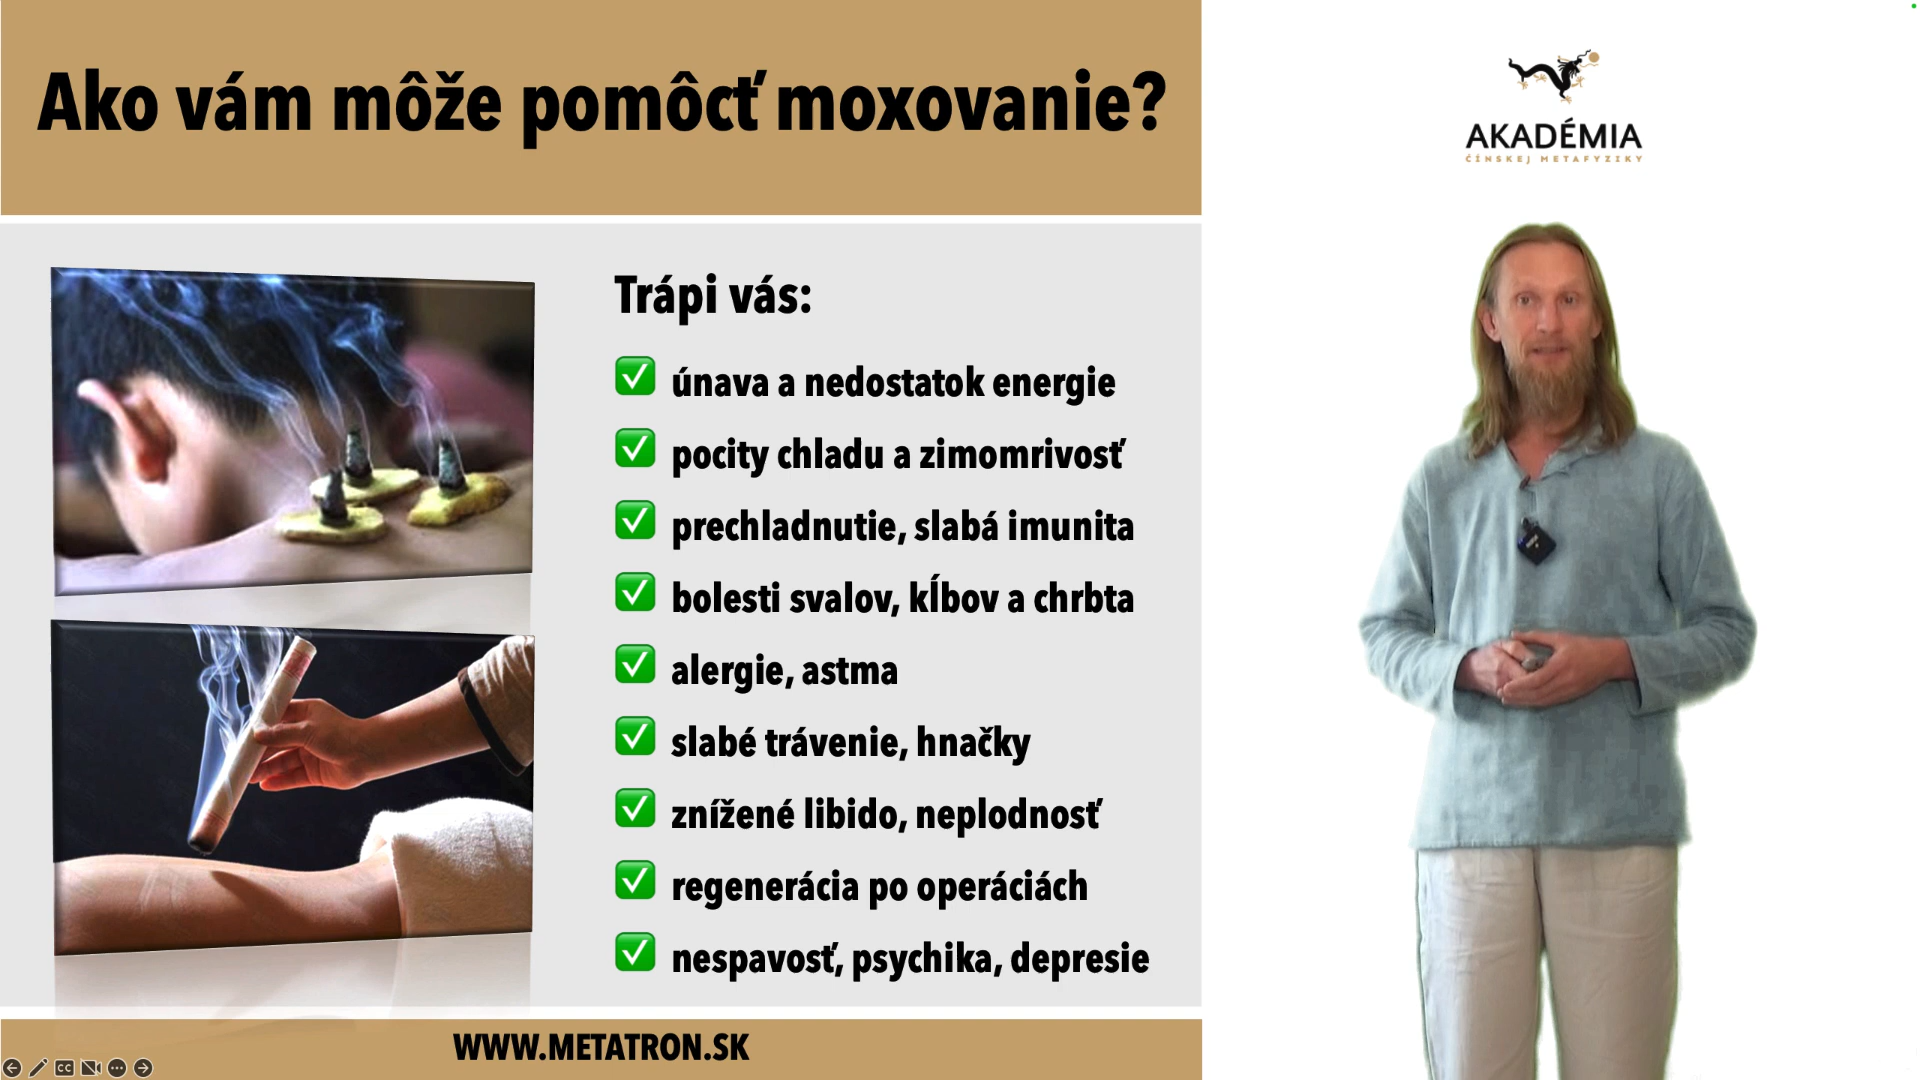 Ako vám môže pomôcť moxovanie?
AKADÉMIA
ČÍNSKEJ METAFYZIKY
Trápi vás:
únava a nedostatok energie
pocity chladu a zimomrivosť
prechladnutie, slabá imunita
bolesti svalov, kĺbov a chrbta
alergie, astma
slabé trávenie, hnačky
znížené libido, neplodnosť
regenerácia po operáciách
nespavosť, psychika, depresie
WWW.METATRON.SK
CC